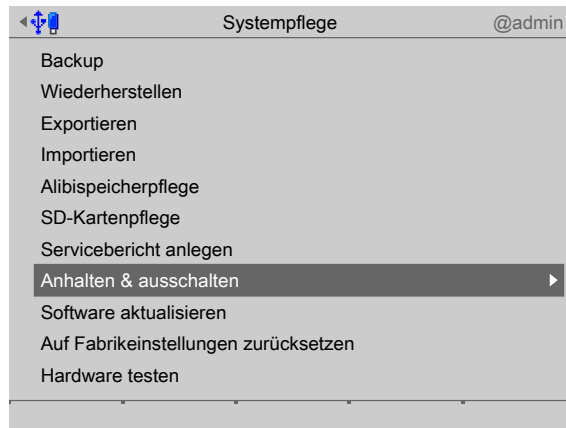 Systempflege @admin
Backup
Wiederherstellen
Exportieren
Importieren
Alibispeicherpflege
SD-Kartenpflege
Servicebericht anlegen
Anhalten & ausschalten
Software aktualisieren
Auf Fabrikeinstellungen zurücksetzen
Hardware testen